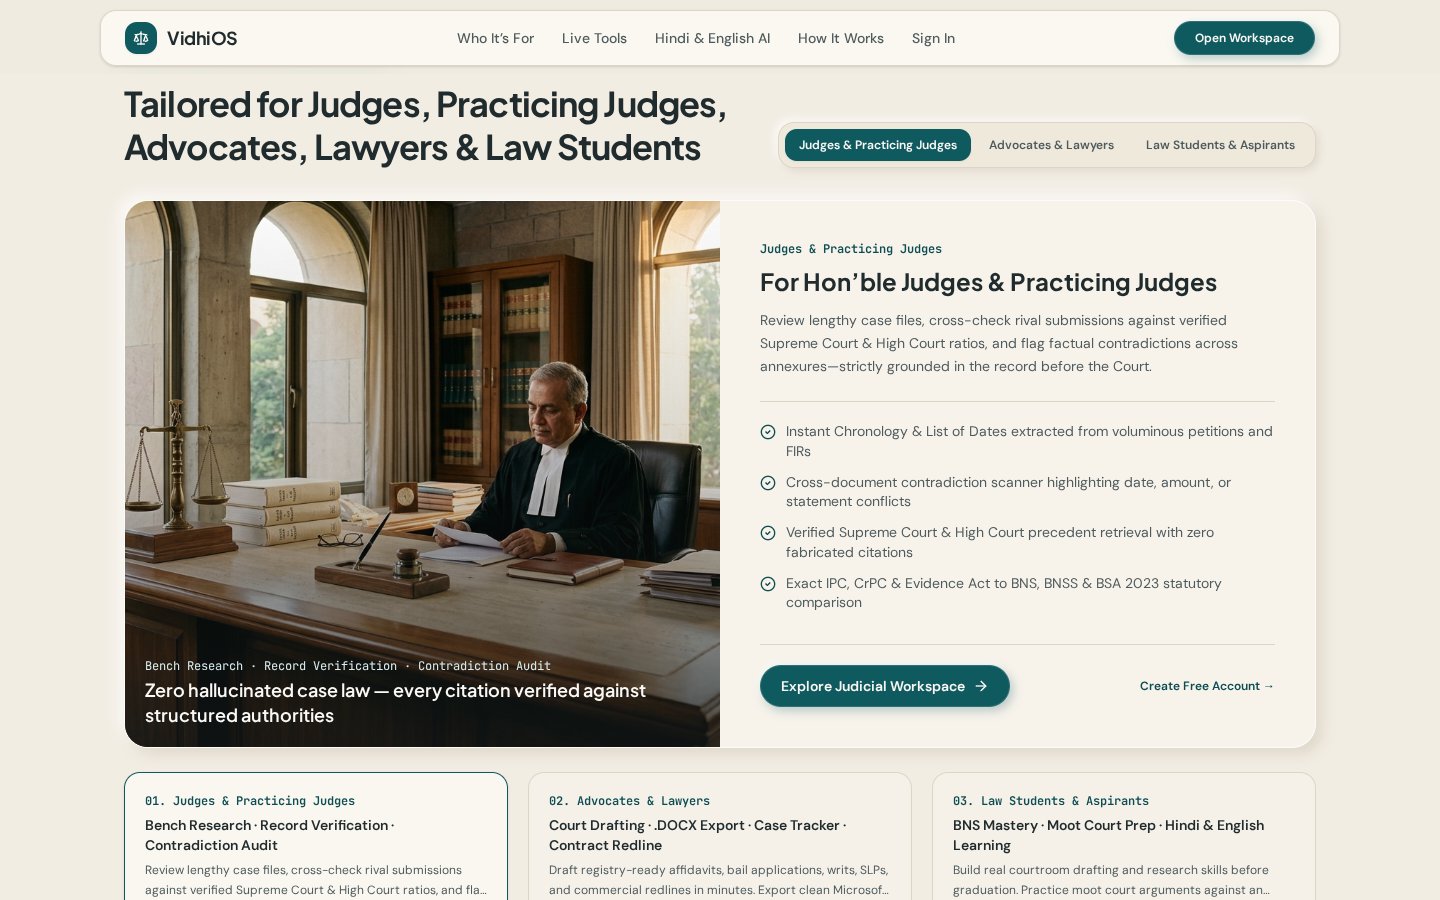 VidhiOS
Who It’s For
Live Tools
Hindi & English AI
How It Works
Sign In
Open Workspace
Tailored for Judges, Practicing Judges,
Advocates, Lawyers & Law Students
Judges & Practicing Judges
Advocates & Lawyers
Law Students & Aspirants
Bench Research · Record Verification · Contradiction Audit
Zero hallucinated case law — every citation verified against
structured authorities
Judges & Practicing Judges
For Hon’ble Judges & Practicing Judges
Review lengthy case files, cross-check rival submissions against verified
Supreme Court & High Court ratios, and flag factual contradictions across
annexures—strictly grounded in the record before the Court.
Instant Chronology & List of Dates extracted from voluminous petitions and
FIRs
Cross-document contradiction scanner highlighting date, amount, or
statement conflicts
Verified Supreme Court & High Court precedent retrieval with zero
fabricated citations
Exact IPC, CrPC & Evidence Act to BNS, BNSS & BSA 2023 statutory
comparison
Explore Judicial Workspace →
Create Free Account →
01. Judges & Practicing Judges
Bench Research · Record Verification ·
Contradiction Audit
Review lengthy case files, cross-check rival submissions
against verified Supreme Court & High Court ratios, and fla…
02. Advocates & Lawyers
Court Drafting · .DOCX Export · Case Tracker ·
Contract Redline
Draft registry-ready affidavits, bail applications, writs, SLPs,
and commercial redlines in minutes. Export clean Microsof…
03. Law Students & Aspirants
BNS Mastery · Moot Court Prep · Hindi & English
Learning
Build real courtroom drafting and research skills before
graduation. Practice moot court arguments against an…